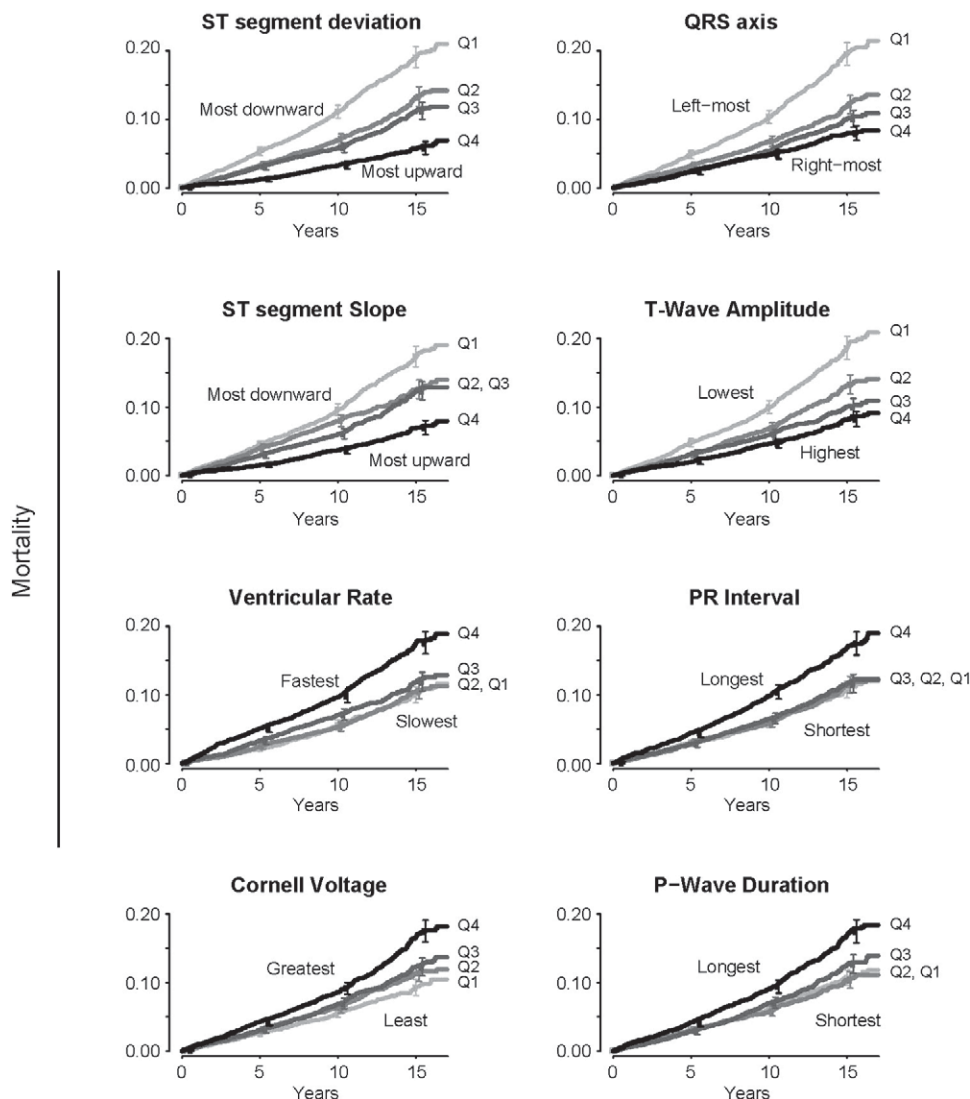 ST segment deviation
0.20
0.10
0.00
Q1
Q2
Q3
Q4
Most downward
Most upward
0 5 10 15
Years
QRS axis
0.20
0.10
0.00
Q1
Q2
Q3
Q4
Left-most
Right-most
0 5 10 15
Years
Mortality
ST segment Slope
0.20
0.10
0.00
Q1
Q2, Q3
Q4
Most downward
Most upward
0 5 10 15
Years
T-Wave Amplitude
0.20
0.10
0.00
Q1
Q2
Q3
Q4
Lowest
Highest
0 5 10 15
Years
Ventricular Rate
0.20
0.10
0.00
Q4
Q3
Q2, Q1
Fastest
Slowest
0 5 10 15
Years
PR Interval
0.20
0.10
0.00
Q4
Q3, Q2, Q1
Longest
Shortest
0 5 10 15
Years
Cornell Voltage
0.20
0.10
0.00
Q4
Q3
Q2
Q1
Greatest
Least
0 5 10 15
Years
P-Wave Duration
0.20
0.10
0.00
Q4
Q3
Q2, Q1
Longest
Shortest
0 5 10 15
Years